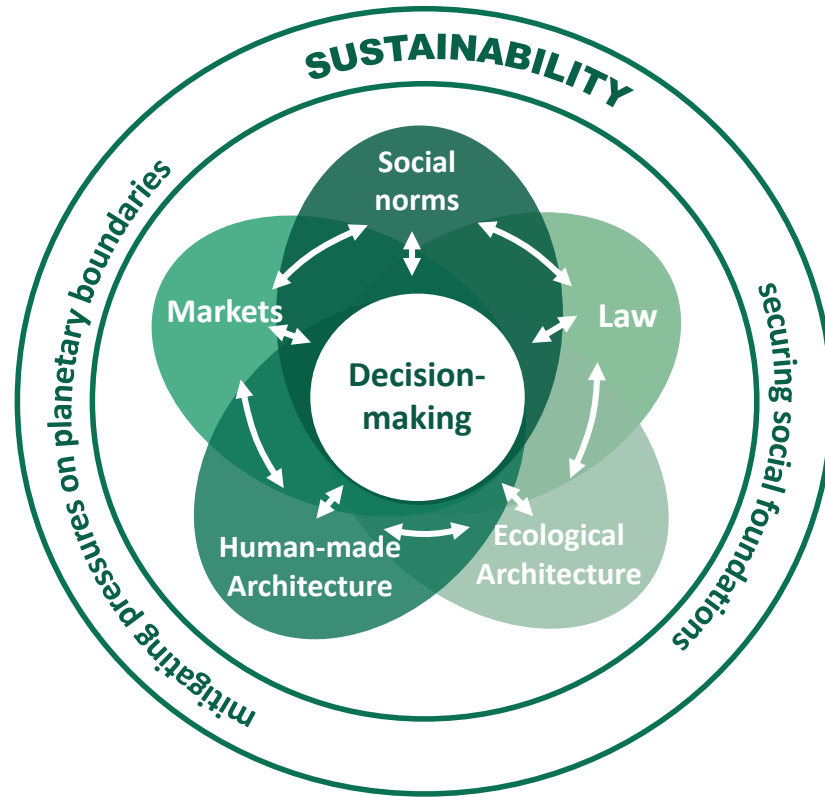 SUSTAINABILITY
mitigating pressures on planetary boundaries
securing social foundations
Social
norms
Markets
Law
Decision-
making
Human-made
Architecture
Ecological
Architecture